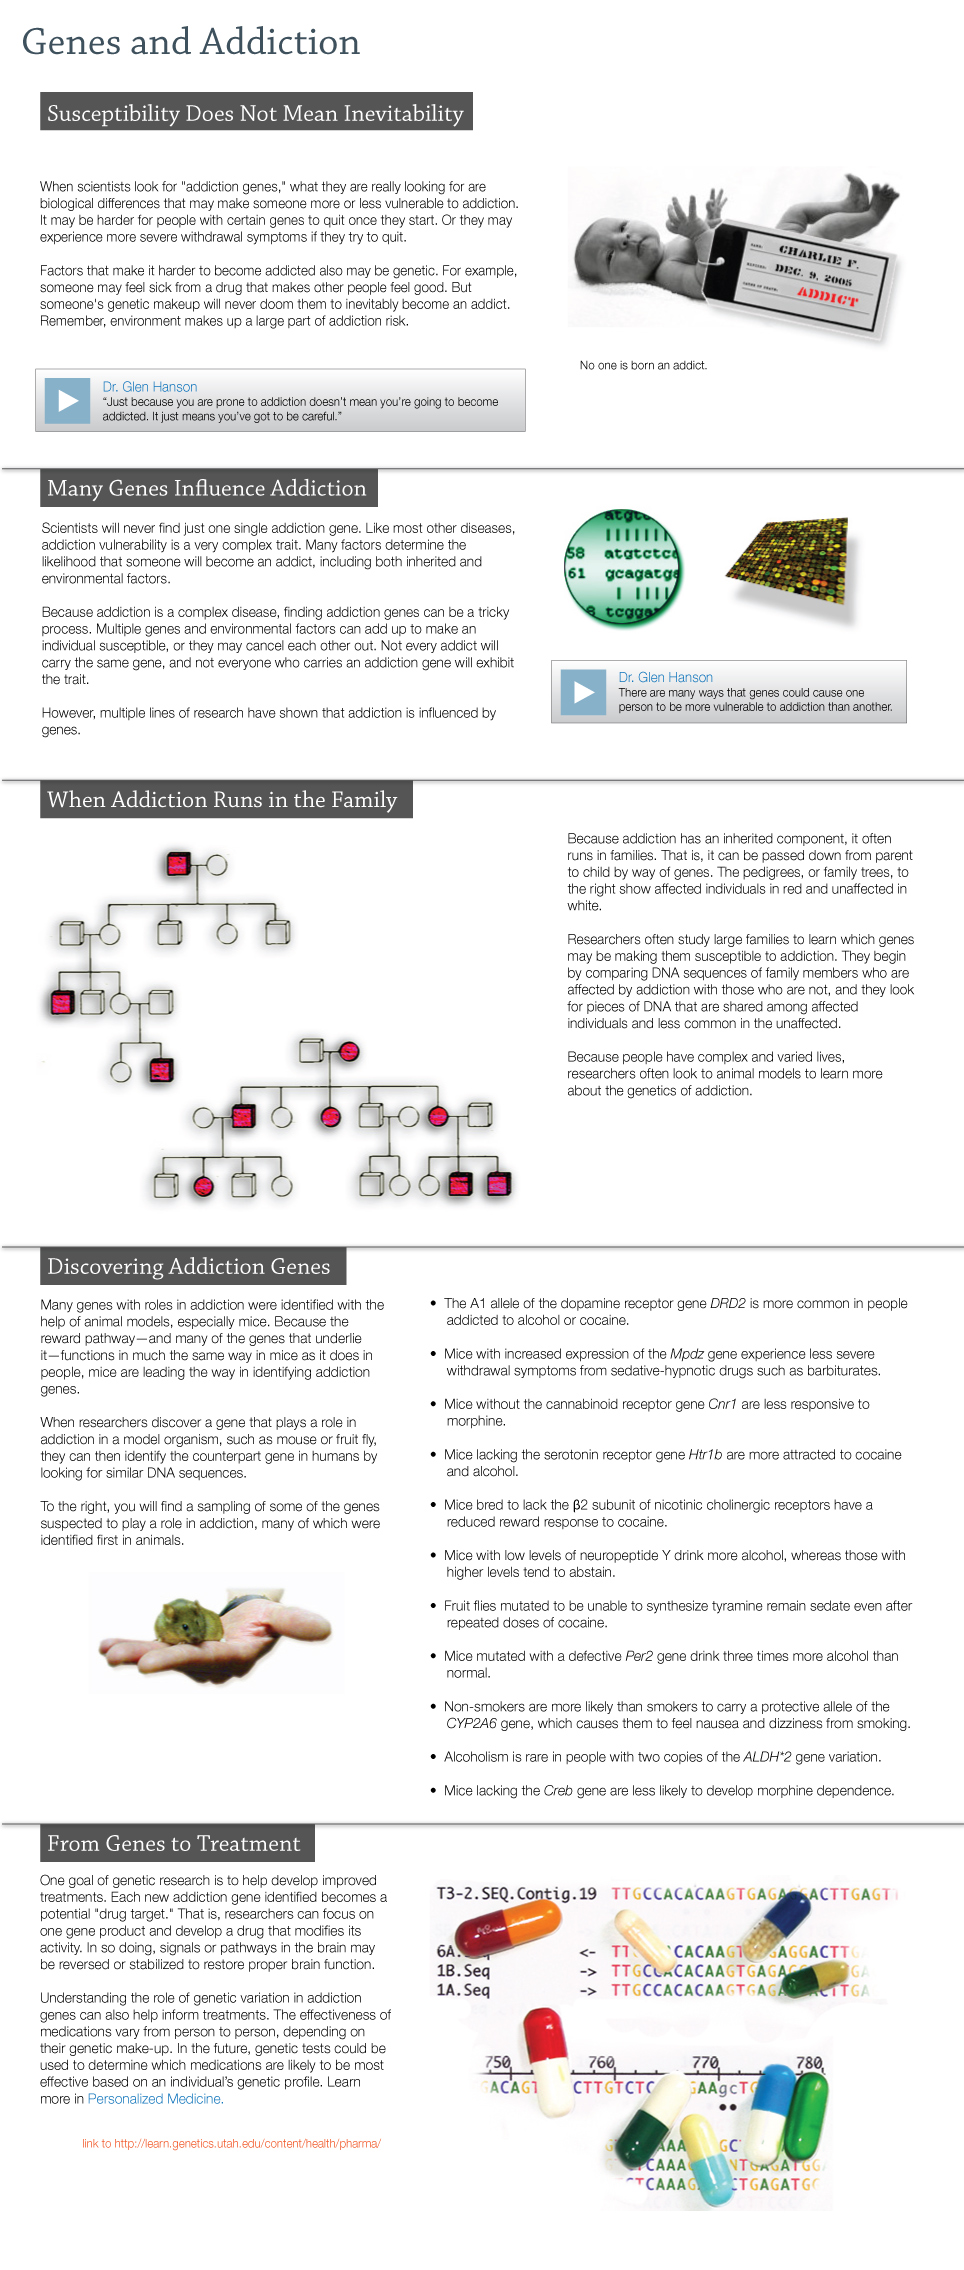 Genes and Addiction
Susceptibility Does Not Mean Inevitability
When scientists look for "addiction genes," what they are really looking for are
biological differences that may make someone more or less vulnerable to addiction.
It may be harder for people with certain genes to quit once they start. Or they may
experience more severe withdrawal symptoms if they try to quit.
Factors that make it harder to become addicted also may be genetic. For example,
someone may feel sick from a drug that makes other people feel good. But
someone's genetic makeup will never doom them to inevitably become an addict.
Remember, environment makes up a large part of addiction risk.
CHARLIE F.
DEC. 9, 2005
ADDICT
No one is born an addict.
Dr. Glen Hanson
“Just because you are prone to addiction doesn’t mean you’re going to become
addicted. It just means you’ve got to be careful.”
Many Genes Influence Addiction
Scientists will never find just one single addiction gene. Like most other diseases,
addiction vulnerability is a very complex trait. Many factors determine the
likelihood that someone will become an addict, including both inherited and
environmental factors.
Because addiction is a complex disease, finding addiction genes can be a tricky
process. Multiple genes and environmental factors can add up to make an
individual susceptible, or they may cancel each other out. Not every addict will
carry the same gene, and not everyone who carries an addiction gene will exhibit
the trait.
However, multiple lines of research have shown that addiction is influenced by
genes.
atgtc
58 atgtctcc
61 gcagatga
8 tcgga
Dr. Glen Hanson
There are many ways that genes could cause one
person to be more vulnerable to addiction than another.
When Addiction Runs in the Family
Because addiction has an inherited component, it often
runs in families. That is, it can be passed down from parent
to child by way of genes. The pedigrees, or family trees, to
the right show affected individuals in red and unaffected in
white.
Researchers often study large families to learn which genes
may be making them susceptible to addiction. They begin
by comparing DNA sequences of family members who are
affected by addiction with those who are not, and they look
for pieces of DNA that are shared among affected
individuals and less common in the unaffected.
Because people have complex and varied lives,
researchers often look to animal models to learn more
about the genetics of addiction.
Discovering Addiction Genes
Many genes with roles in addiction were identified with the
help of animal models, especially mice. Because the
reward pathway—and many of the genes that underlie
it—functions in much the same way in mice as it does in
people, mice are leading the way in identifying addiction
genes.
When researchers discover a gene that plays a role in
addiction in a model organism, such as mouse or fruit fly,
they can then identify the counterpart gene in humans by
looking for similar DNA sequences.
To the right, you will find a sampling of some of the genes
suspected to play a role in addiction, many of which were
identified first in animals.
• The A1 allele of the dopamine receptor gene DRD2 is more common in people
addicted to alcohol or cocaine.
• Mice with increased expression of the Mpdz gene experience less severe
withdrawal symptoms from sedative-hypnotic drugs such as barbiturates.
• Mice without the cannabinoid receptor gene Cnr1 are less responsive to
morphine.
• Mice lacking the serotonin receptor gene Htr1b are more attracted to cocaine
and alcohol.
• Mice bred to lack the β2 subunit of nicotinic cholinergic receptors have a
reduced reward response to cocaine.
• Mice with low levels of neuropeptide Y drink more alcohol, whereas those with
higher levels tend to abstain.
• Fruit flies mutated to be unable to synthesize tyramine remain sedate even after
repeated doses of cocaine.
• Mice mutated with a defective Per2 gene drink three times more alcohol than
normal.
• Non-smokers are more likely than smokers to carry a protective allele of the
CYP2A6 gene, which causes them to feel nausea and dizziness from smoking.
• Alcoholism is rare in people with two copies of the ALDH*2 gene variation.
• Mice lacking the Creb gene are less likely to develop morphine dependence.
From Genes to Treatment
One goal of genetic research is to help develop improved
treatments. Each new addiction gene identified becomes a
potential "drug target." That is, researchers can focus on
one gene product and develop a drug that modifies its
activity. In so doing, signals or pathways in the brain may
be reversed or stabilized to restore proper brain function.
Understanding the role of genetic variation in addiction
genes can also help inform treatments. The effectiveness of
medications vary from person to person, depending on
their genetic make-up. In the future, genetic tests could be
used to determine which medications are likely to be most
effective based on an individual’s genetic profile. Learn
more in Personalized Medicine.
link to http://learn.genetics.utah.edu/content/health/pharma/
T3-2.SEQ.Contig.19 TTGCCACACAAGTGAGA ACTTGAGT
<- TT CACAAGT AGGACTT
1B.Seq -> TTG CACAAGTGAGAG
1A.Seq -> TTGCCACACAAGTGAGA TTGA
750 760 770 780
GACAGT CTTGTCTC GAAgcT
CAAA GC
TCAAA NTGAGATGG
TCAAA CTGAGATGG